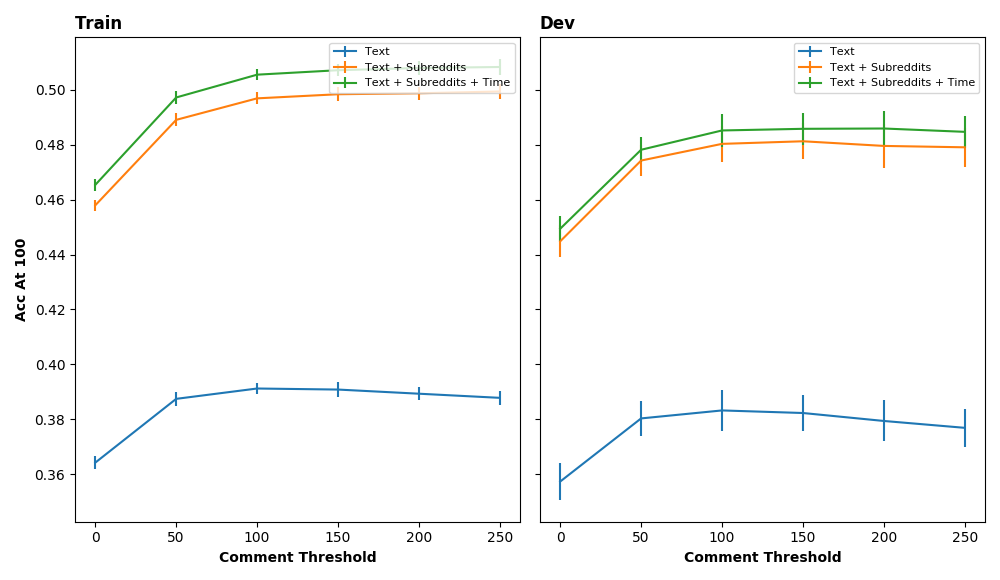 Train
Dev
Text
Text + Subreddits
Text + Subreddits + Time
Text
Text + Subreddits
Text + Subreddits + Time
Acc At 100
0.50
0.48
0.46
0.44
0.42
0.40
0.38
0.36
0 50 100 150 200 250
0 50 100 150 200 250
Comment Threshold
Comment Threshold